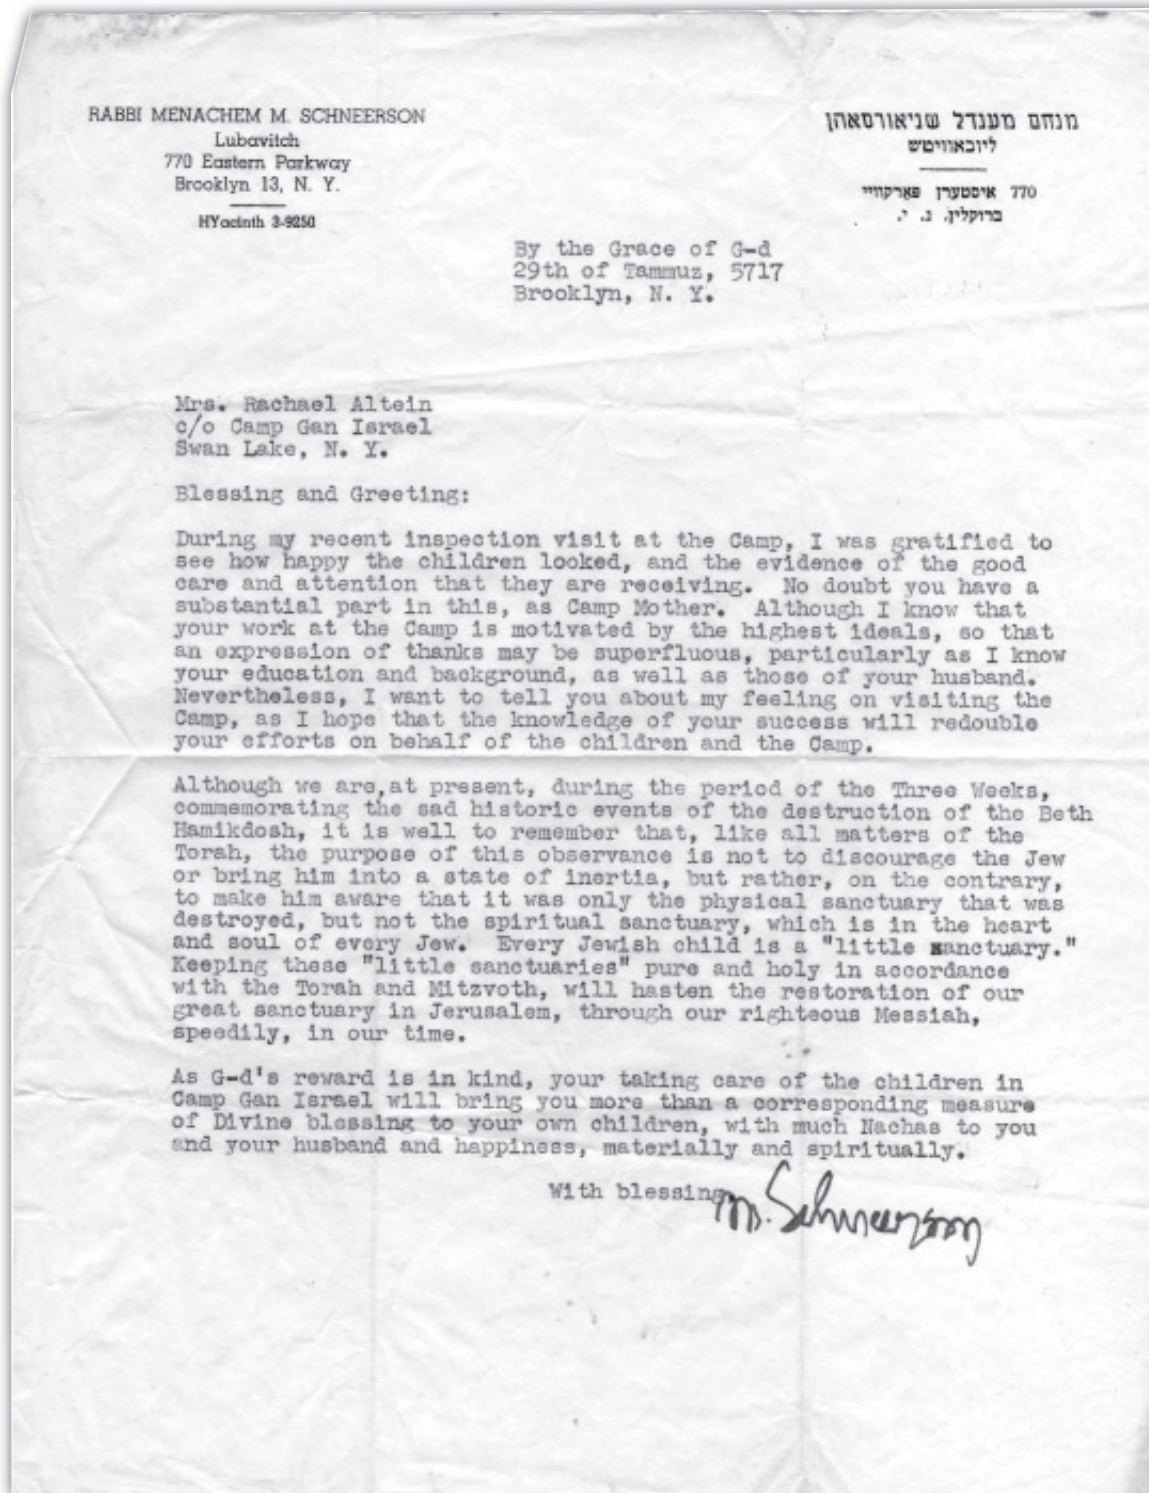 RABBI MENACHEM M. SCHNEERSON
Lubavitch
770 Eastern Parkway
Brooklyn 13, N. Y.
HYacinth 3-9250
מנחם מענדל שניאורסאהן
ליובאוויטש
770 איסטערן פארקוויי
ברוקלין, נ. י.
By the Grace of G-d
29th of Tammuz, 5717
Brooklyn, N. Y.
Mrs. Rachael Altein
c/o Camp Gan Israel
Swan Lake, N. Y.
Blessing and Greeting:
During my recent inspection visit at the Camp, I was gratified to
see how happy the children looked, and the evidence of the good
care and attention that they are receiving. No doubt you have a
substantial part in this, as Camp Mother. Although I know that
your work at the Camp is motivated by the highest ideals, so that
an expression of thanks may be superfluous, particularly as I know
your education and background, as well as those of your husband.
Nevertheless, I want to tell you about my feeling on visiting the
Camp, as I hope that the knowledge of your success will redouble
your efforts on behalf of the children and the Camp.
Although we are, at present, during the period of the Three Weeks,
commemorating the sad historic events of the destruction of the Beth
Hamikdosh, it is well to remember that, like all matters of the
Torah, the purpose of this observance is not to discourage the Jew
or bring him into a state of inertia, but rather, on the contrary,
to make him aware that it was only the physical sanctuary that was
destroyed, but not the spiritual sanctuary, which is in the heart
and soul of every Jew. Every Jewish child is a "little sanctuary."
Keeping these "little sanctuaries" pure and holy in accordance
with the Torah and Mitzvoth, will hasten the restoration of our
great sanctuary in Jerusalem, through our righteous Messiah,
speedily, in our time.
As G-d's reward is in kind, your taking care of the children in
Camp Gan Israel will bring you more than a corresponding measure
of Divine blessing to your own children, with much Nachas to you
and your husband and happiness, materially and spiritually.
With blessing,
M. Schneerson